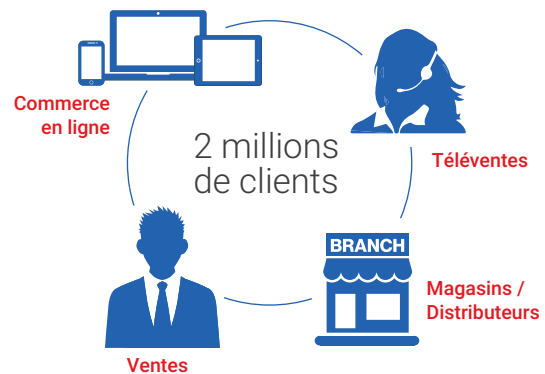 Commerce
en ligne
2 millions
de clients
Téléventes
BRANCH
Magasins /
Distributeurs
Ventes